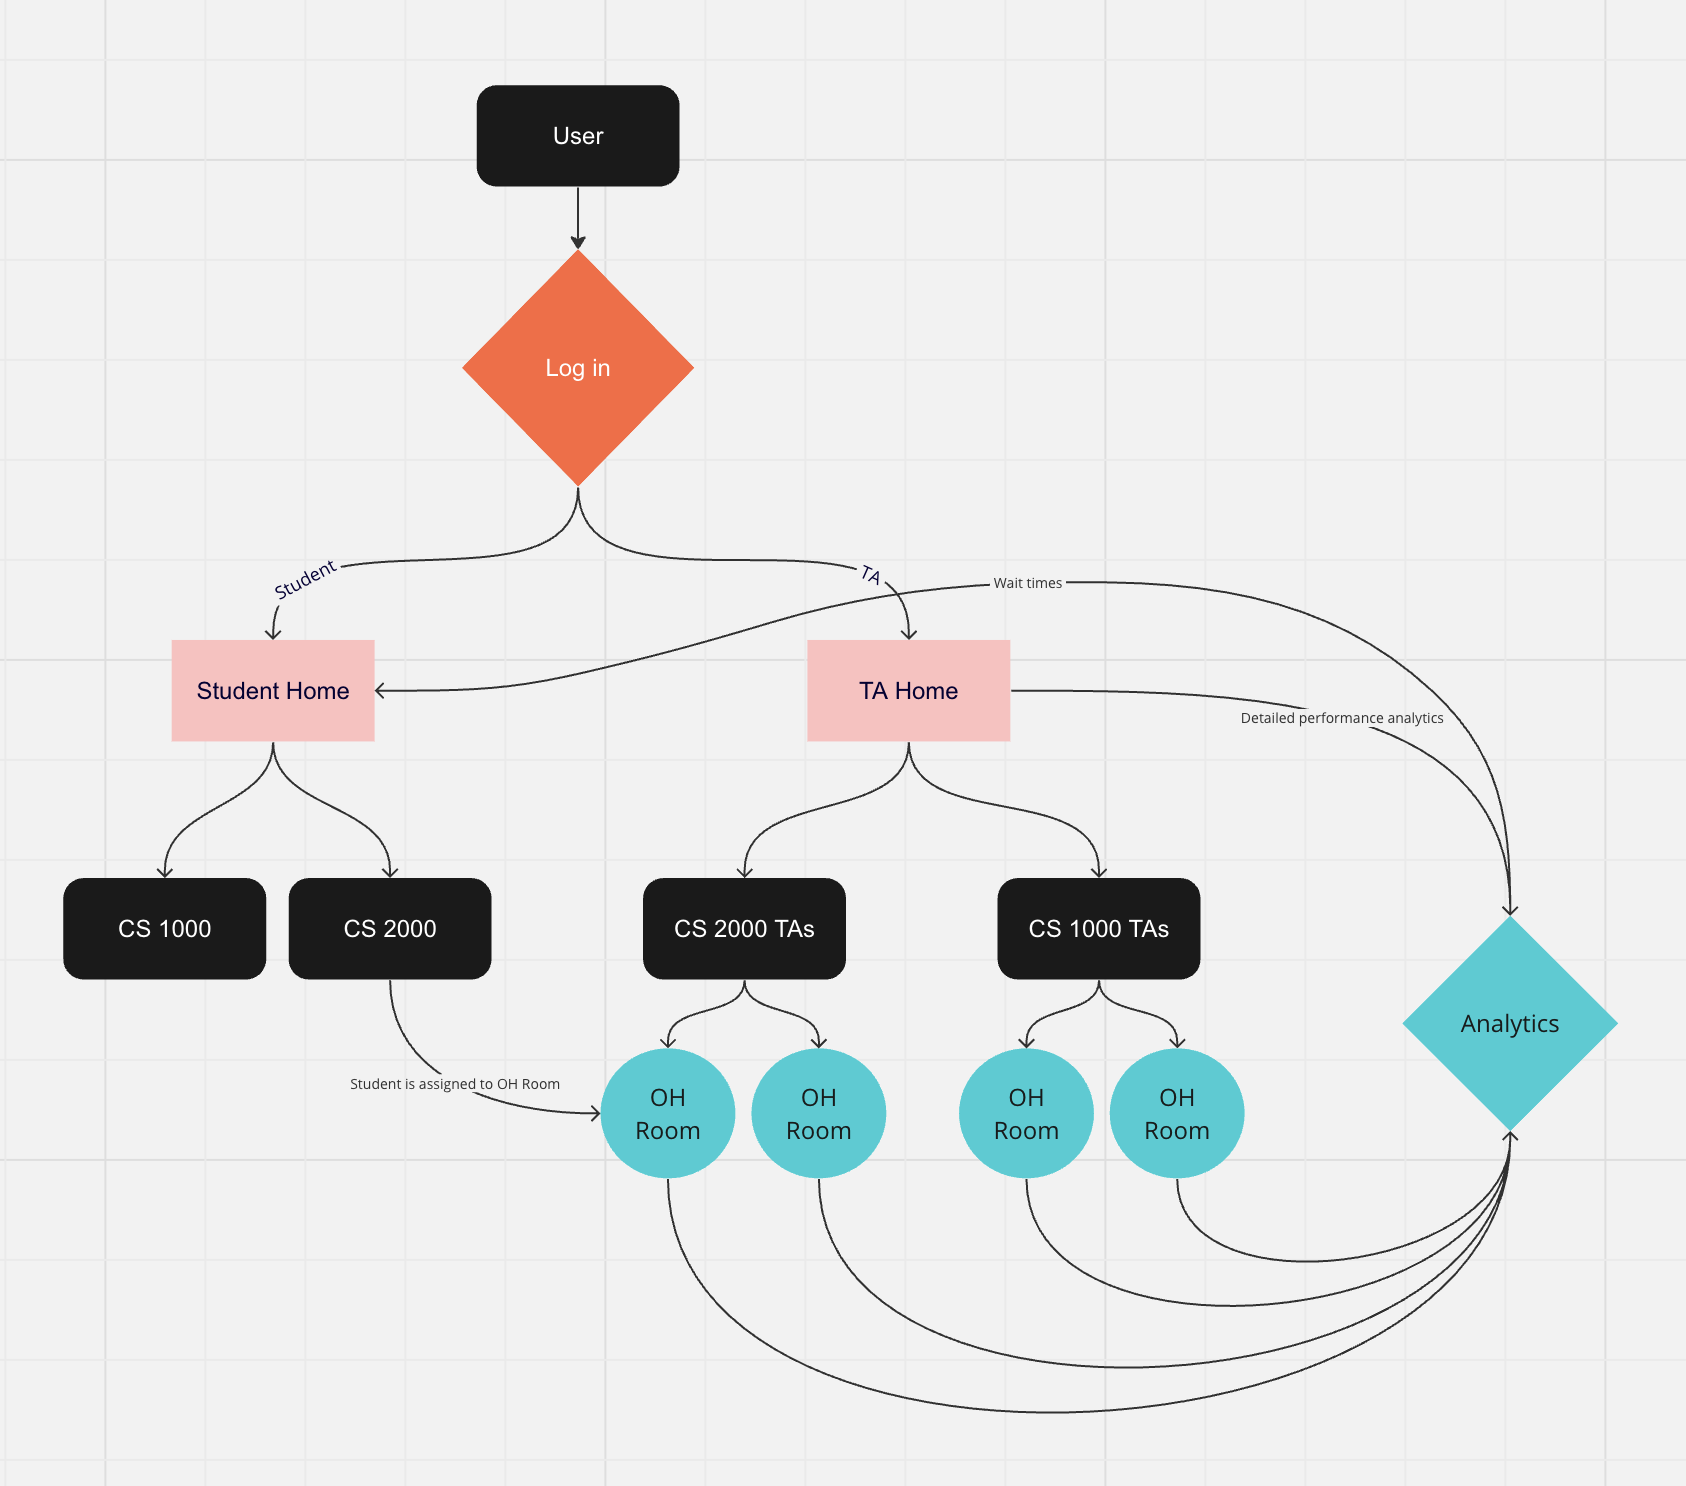 User
Log in
Student
TA
Wait times
Student Home
TA Home
Detailed performance analytics
CS 1000
CS 2000
CS 2000 TAs
CS 1000 TAs
Analytics
Student is assigned to OH Room
OH
Room
OH
Room
OH
Room
OH
Room